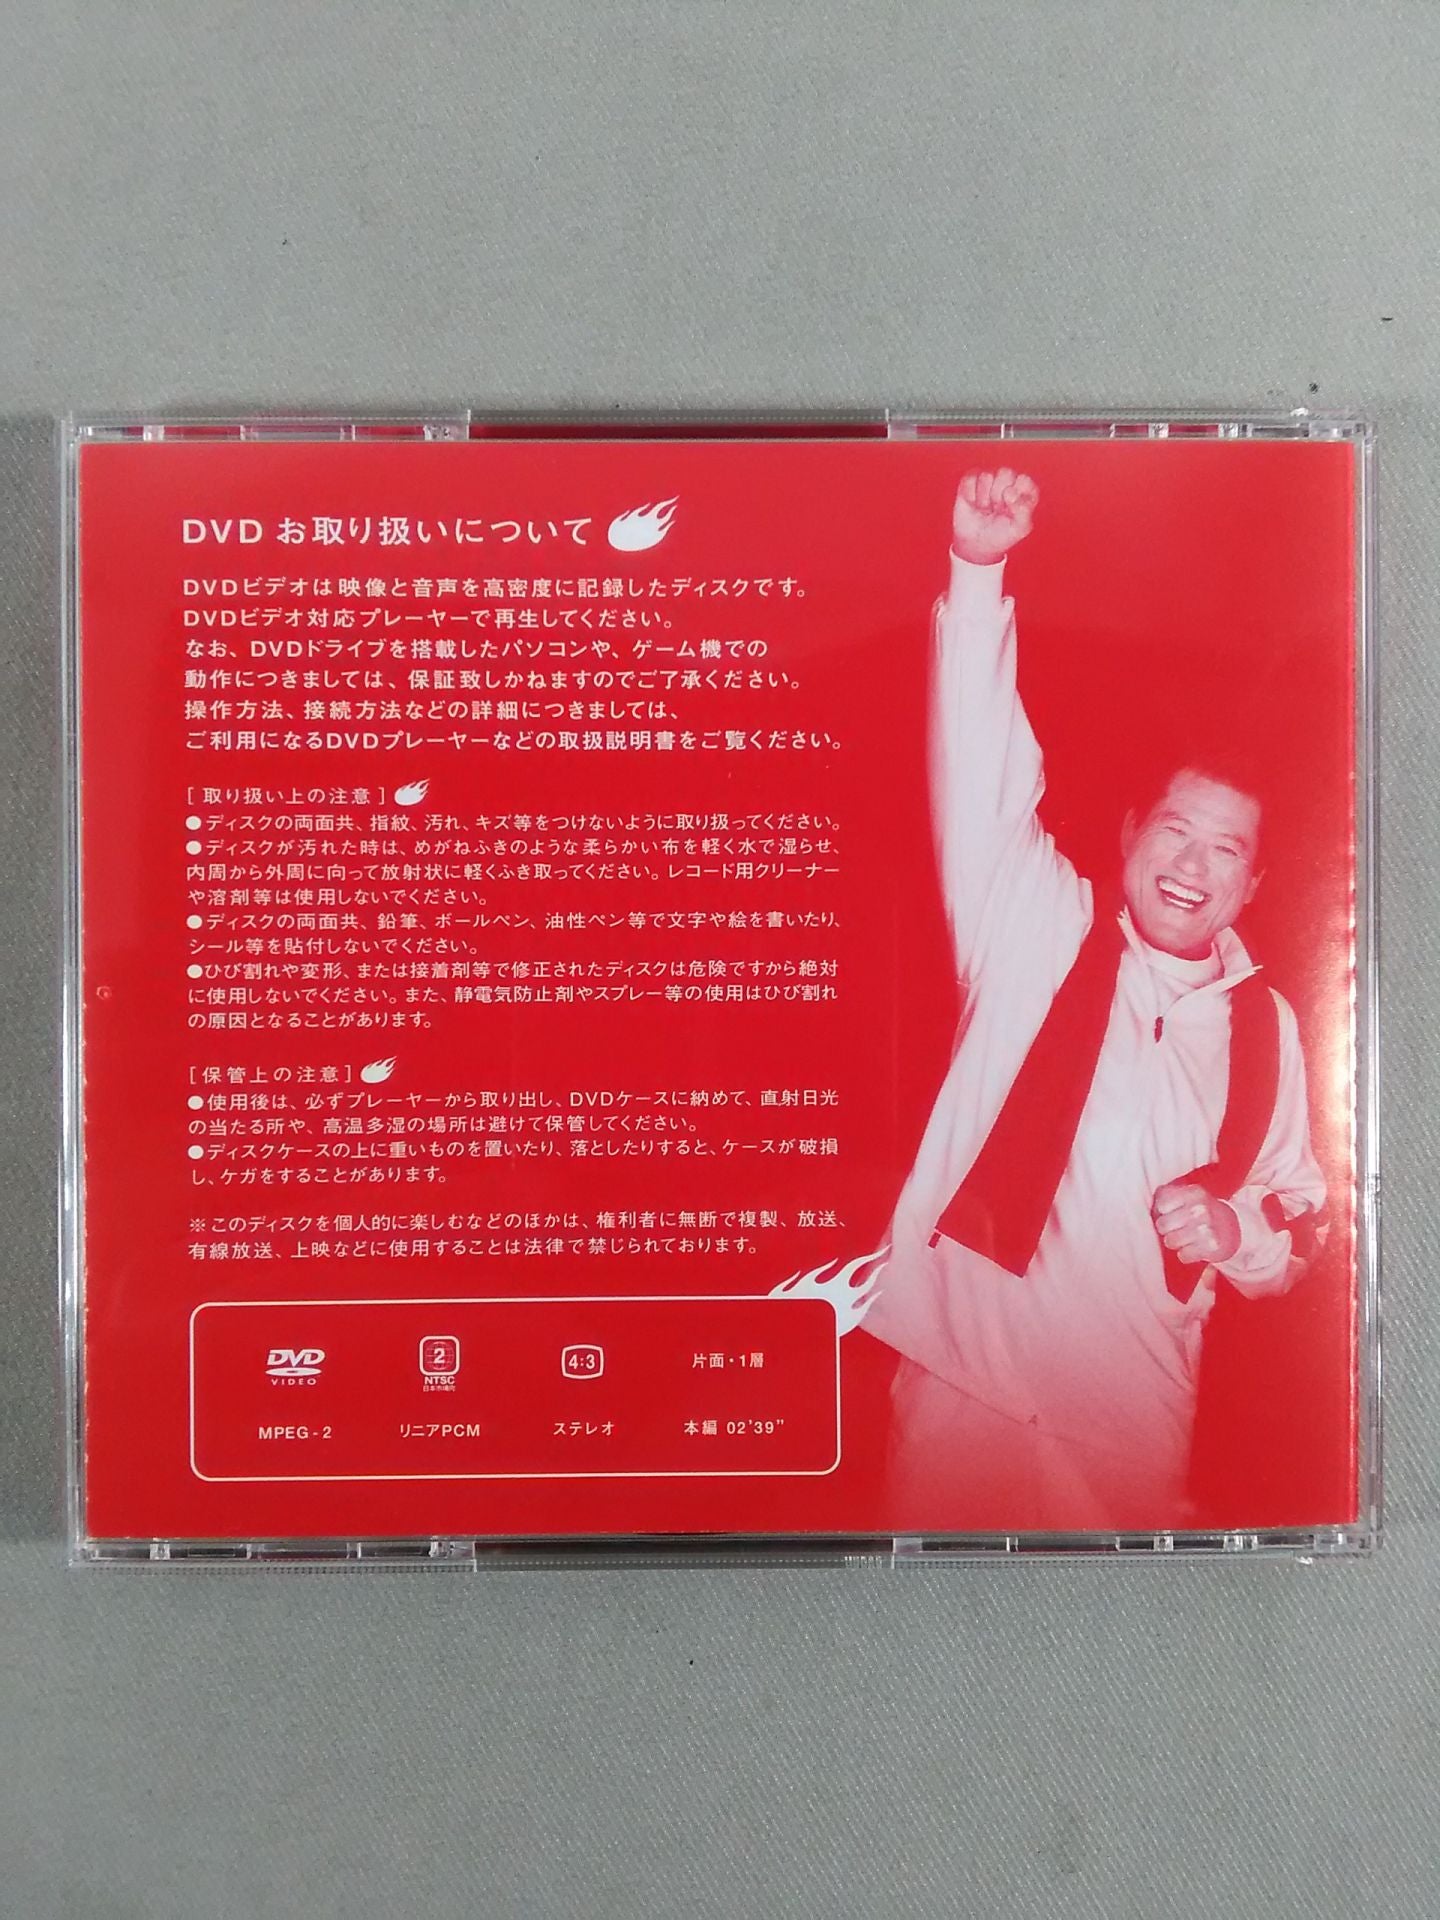 DVD お取り扱いについて
DVDビデオは映像と音声を高密度に記録したディスクです。
DVDビデオ対応プレーヤーで再生してください。
なお、DVDドライブを搭載したパソコンや、ゲーム機での
動作につきましては、保証致しかねますのでご了承ください。
操作方法、接続方法などの詳細につきましては、
ご利用になるDVDプレーヤーなどの取扱説明書をご覧ください。
[ 取り扱い上の注意 ]
●ディスクの両面共、指紋、汚れ、キズ等をつけないように取り扱ってください。
●ディスクが汚れた時は、めがねふきのような柔らかい布を軽く水で湿らせ、
内周から外周に向って放射状に軽くふき取ってください。レコード用クリーナー
や溶剤等は使用しないでください。
●ディスクの両面共、鉛筆、ボールペン、油性ペン等で文字や絵を書いたり、
シール等を貼付しないでください。
●ひび割れや変形、または接着剤等で修正されたディスクは危険ですから絶対
に使用しないでください。また、静電気防止剤やスプレー等の使用はひび割れ
の原因となることがあります。
[ 保管上の注意 ]
●使用後は、必ずプレーヤーから取り出し、DVDケースに納めて、直射日光
の当たる所や、高温多湿の場所は避けて保管してください。
●ディスクケースの上に重いものを置いたり、落としたりすると、ケースが破損
し、ケガをすることがあります。
※このディスクを個人的に楽しむなどのほかは、権利者に無断で複製、放送、
有線放送、上映などに使用することは法律で禁じられております。
DVD VIDEO
2 NTSC 日本市場向
4:3
片面・1層
MPEG-2
リニアPCM
ステレオ
本編 02'39"